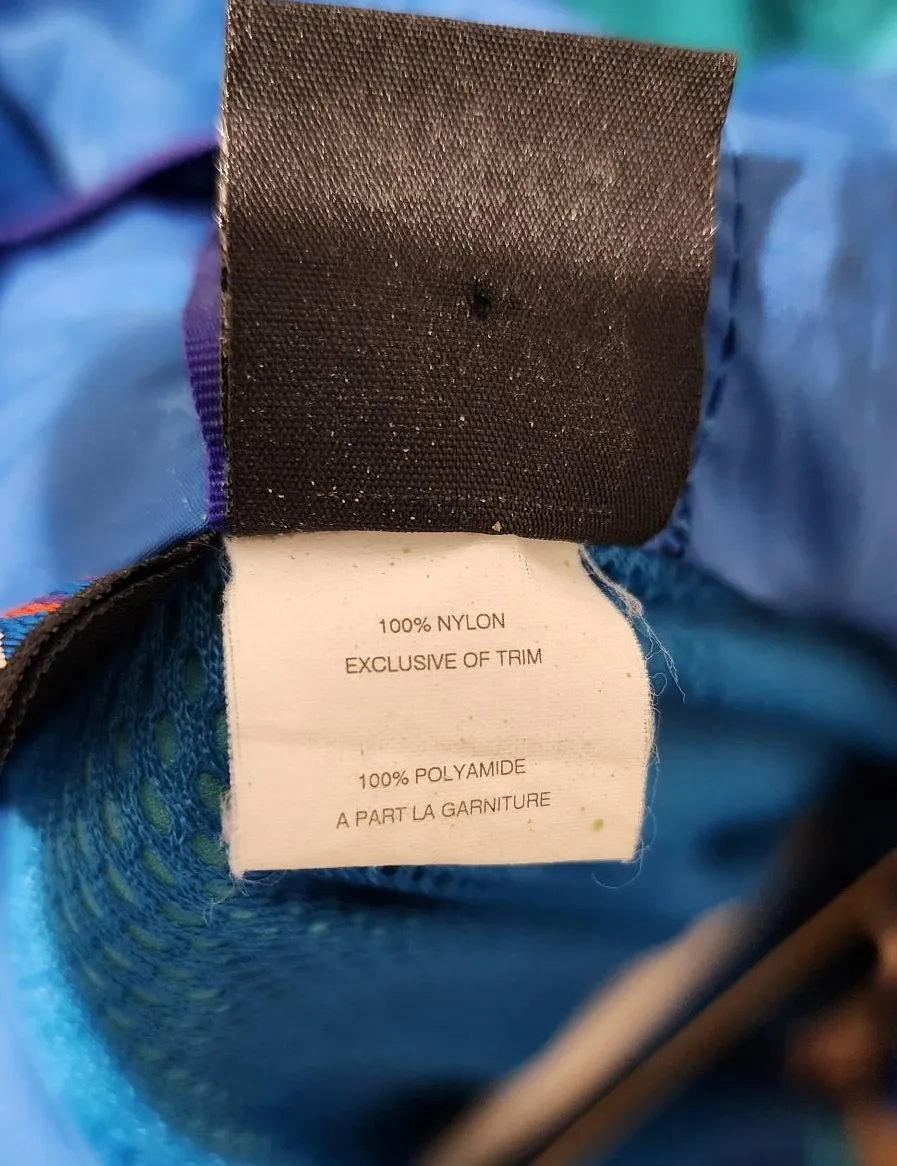 100% NYLON
EXCLUSIVE OF TRIM
100% POLYAMIDE
A PART LA GARNITURE